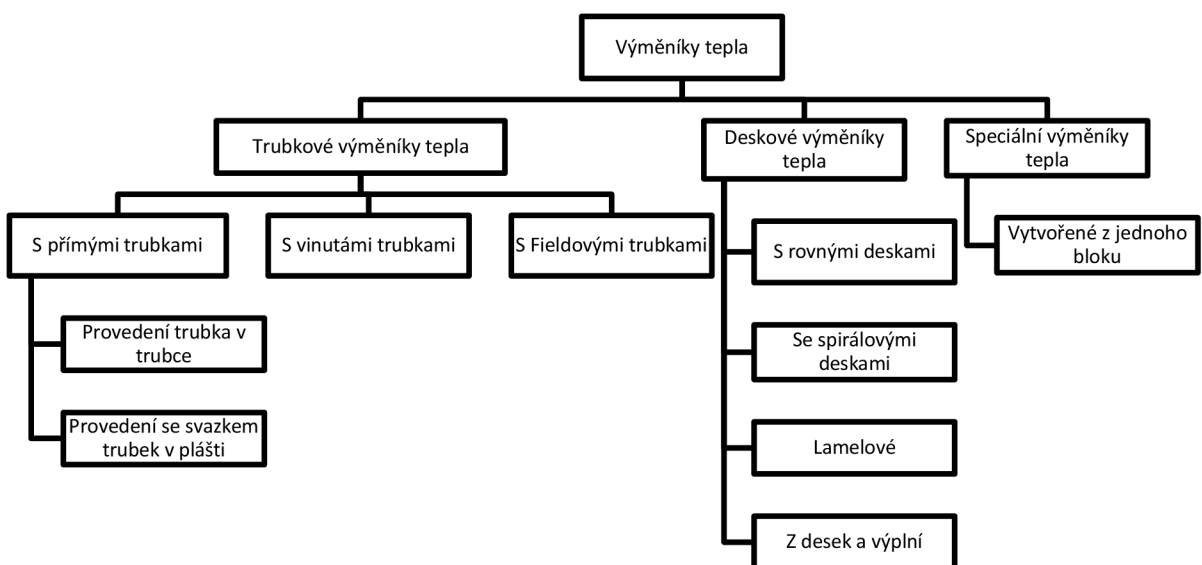 Výměníky tepla
Trubkové výměníky tepla
Deskové výměníky
tepla
Speciální výměníky
tepla
S přímými trubkami
S vinutámi trubkami
S Fieldovými trubkami
S rovnými deskami
Vytvořené z jednoho
bloku
Provedení trubka v
trubce
Se spirálovými
deskami
Provedení se svazkem
trubek v plášti
Lamelové
Z desek a výplní